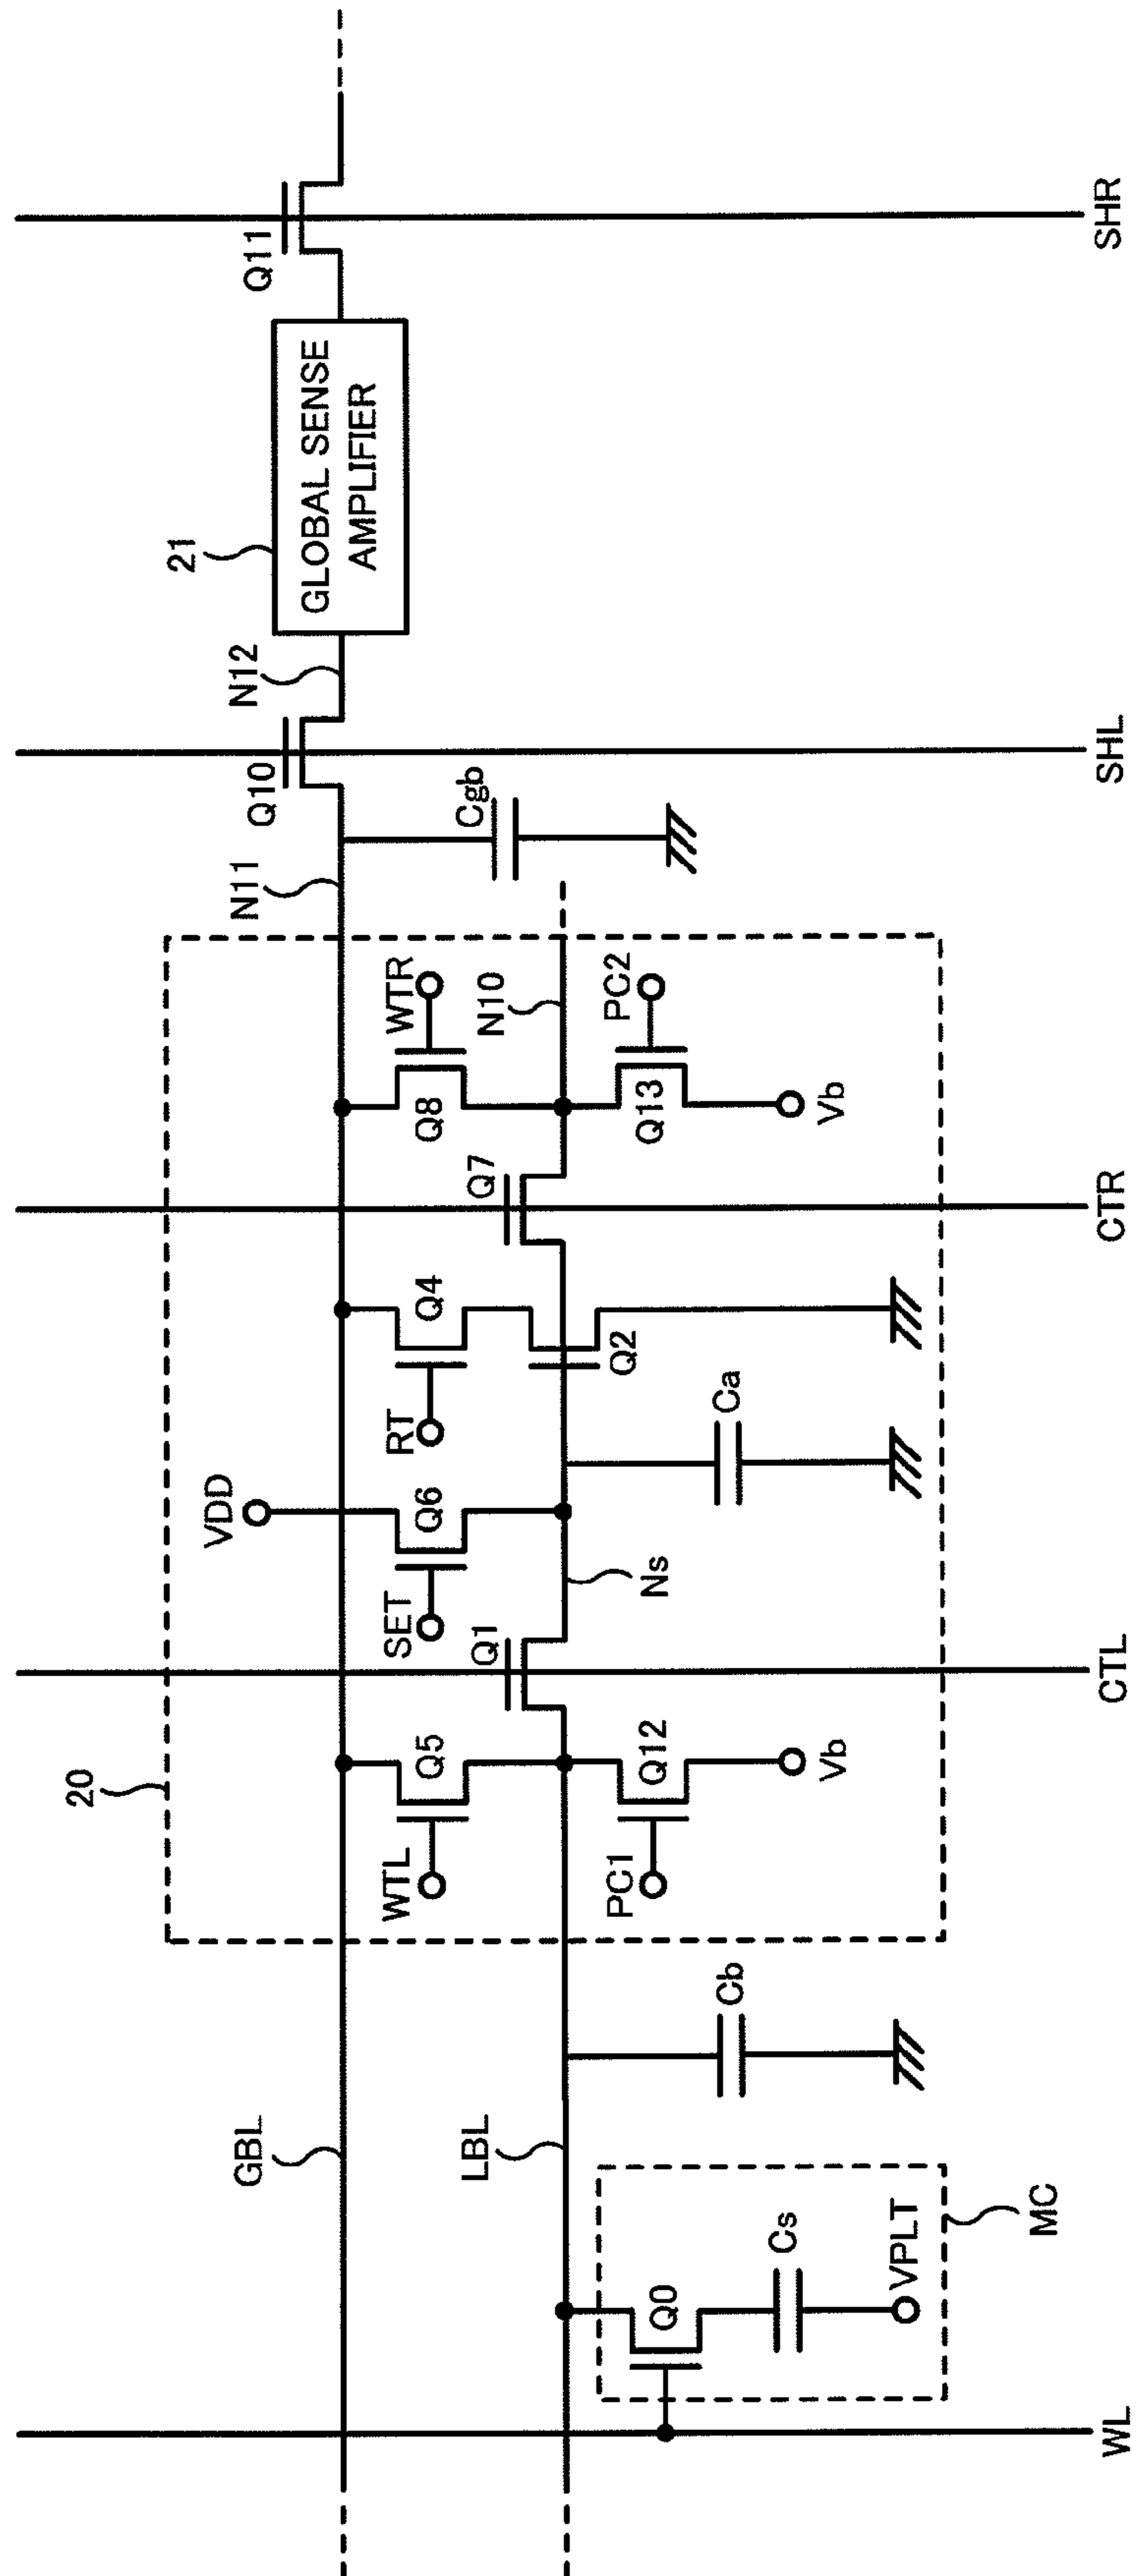 20
GBL
WTL
Q5
SET
VDD
Q6
RT
Q4
WTR
Q8
N11
Q10
N12
21
GLOBAL SENSE
AMPLIFIER
Q11
LBL
Q1
Ns
Q2
Q7
N10
Cgb
Cb
PC1
Q12
Vb
Ca
Q13
PC2
Vb
Q0
Cs
VPLT
MC
WL
CTL
CTR
SHL
SHR